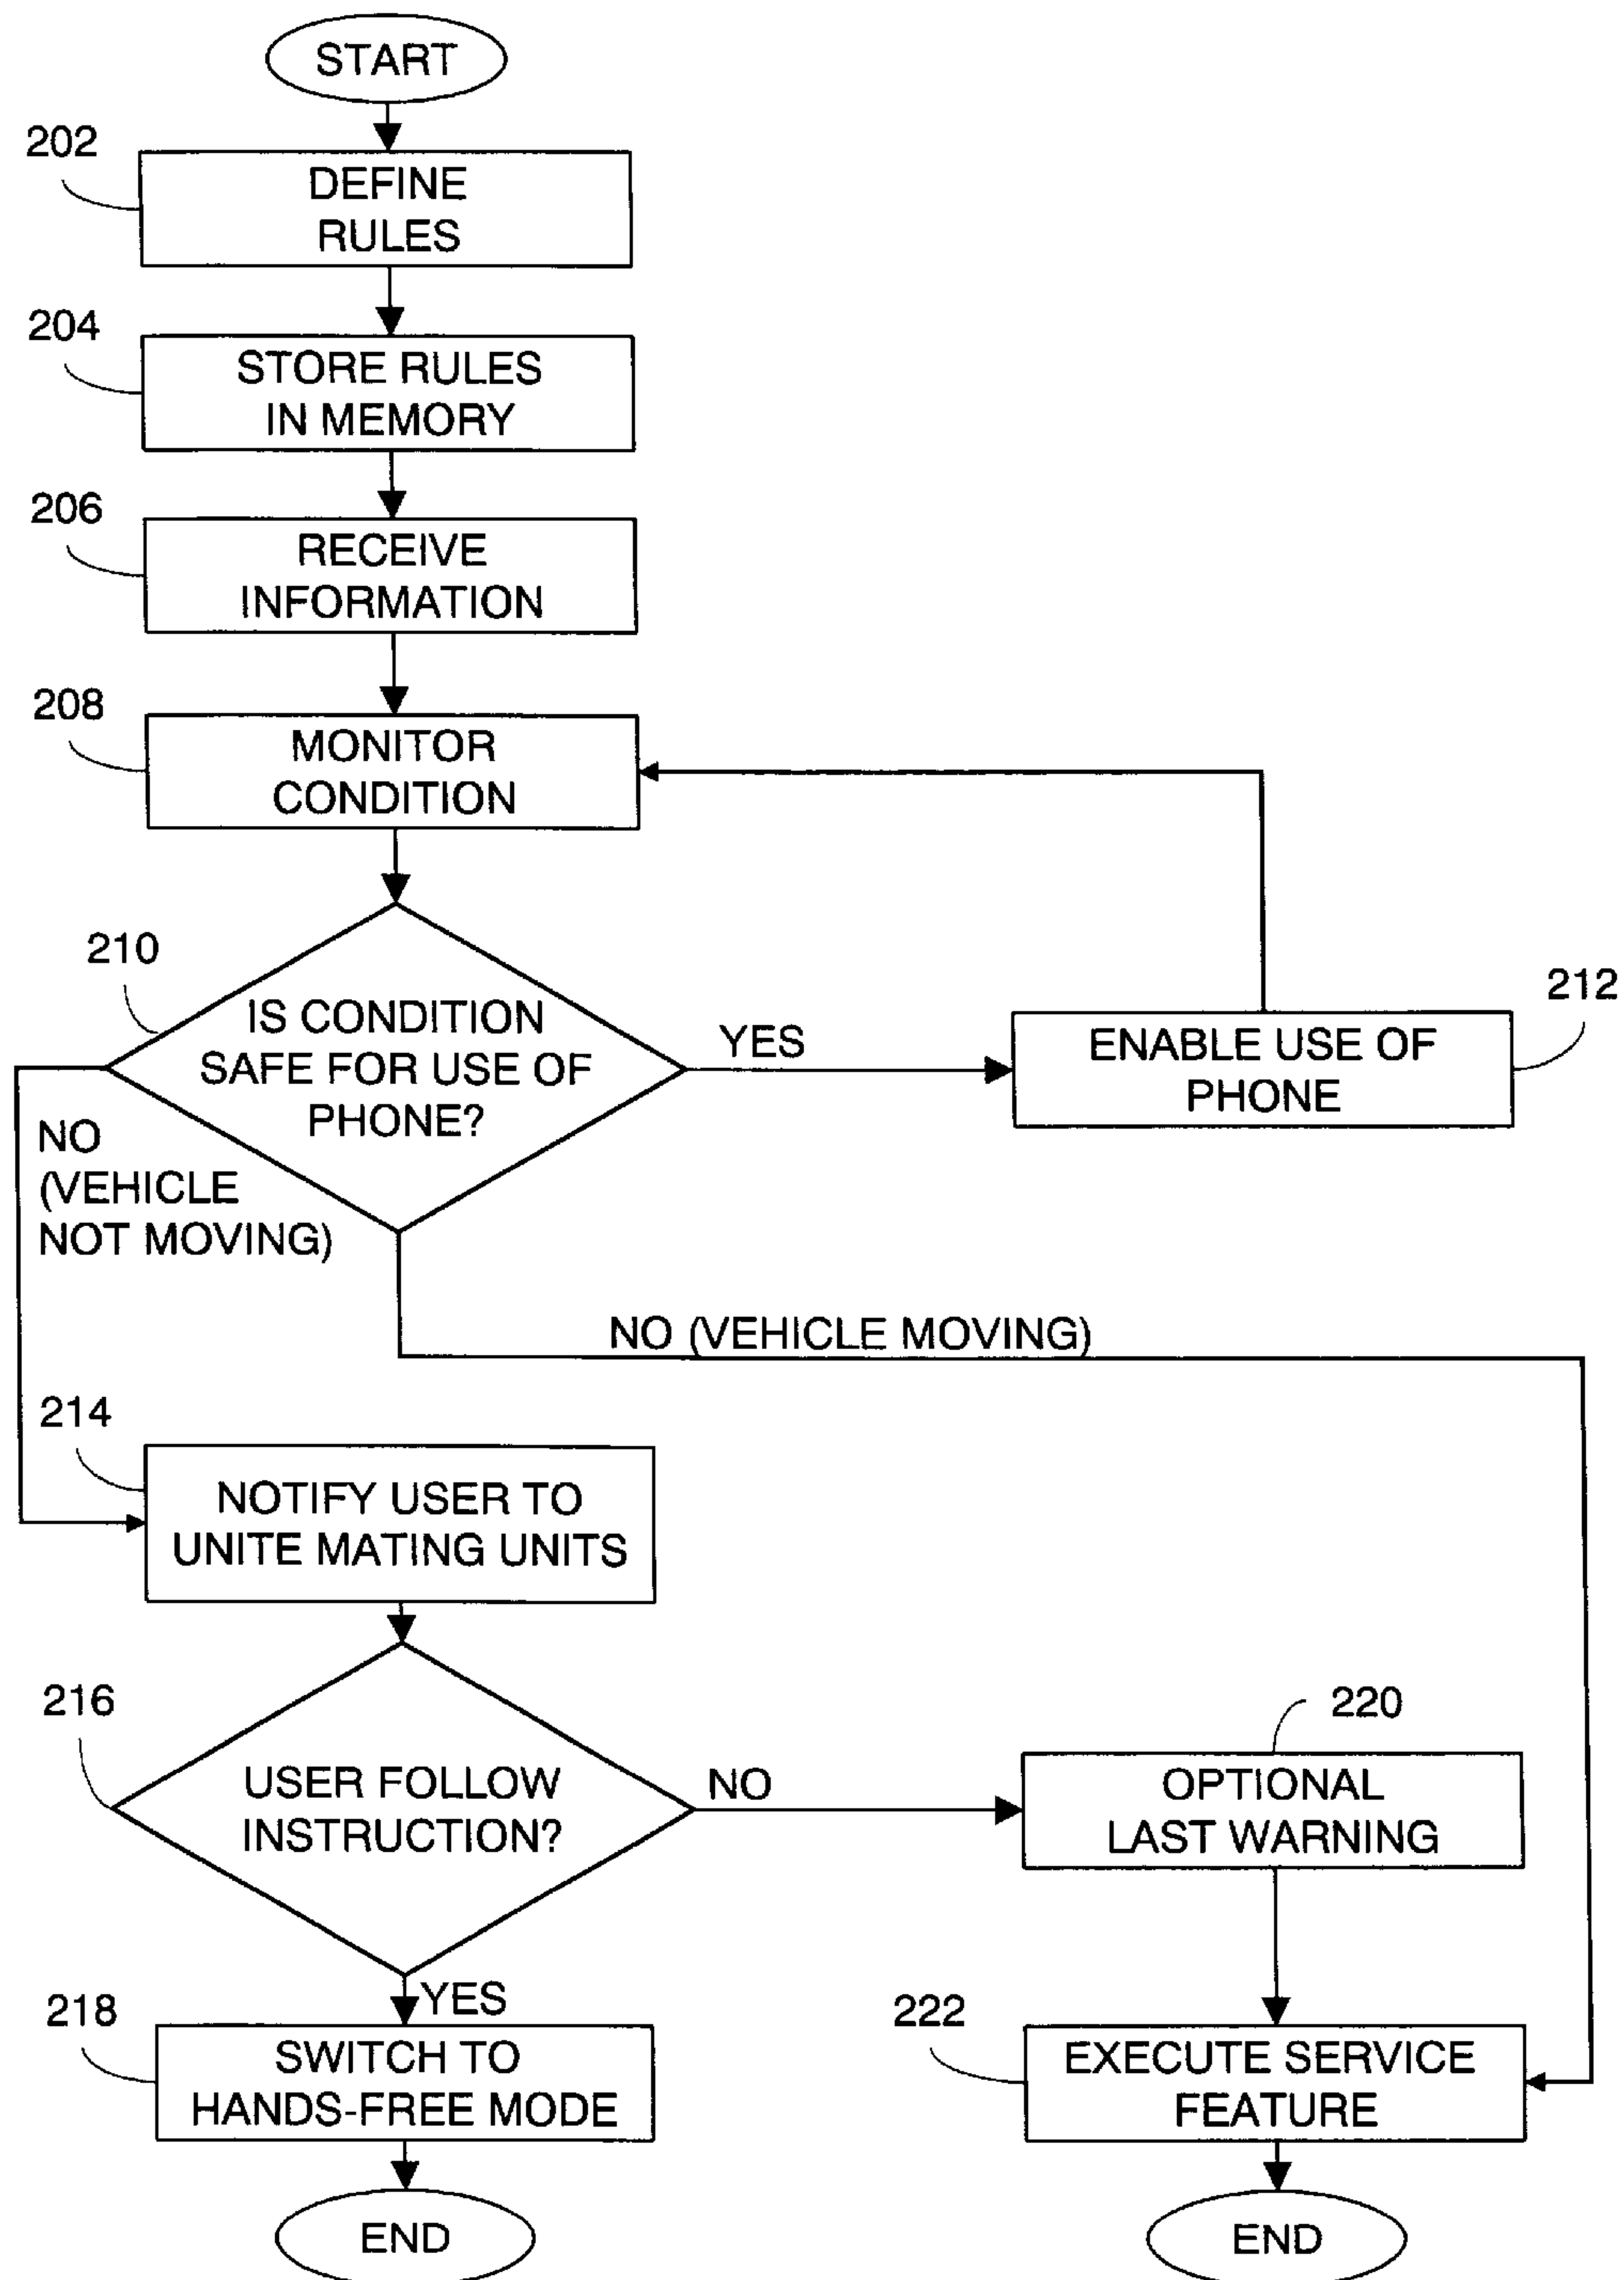 START
202
DEFINE
RULES
204
STORE RULES
IN MEMORY
206
RECEIVE
INFORMATION
208
MONITOR
CONDITION
210
IS CONDITION
SAFE FOR USE OF
PHONE?
YES
212
ENABLE USE OF
PHONE
NO
(VEHICLE
NOT MOVING)
NO (VEHICLE MOVING)
214
NOTIFY USER TO
UNITE MATING UNITS
216
USER FOLLOW
INSTRUCTION?
NO
220
OPTIONAL
LAST WARNING
YES
218
SWITCH TO
HANDS-FREE MODE
222
EXECUTE SERVICE
FEATURE
END
END